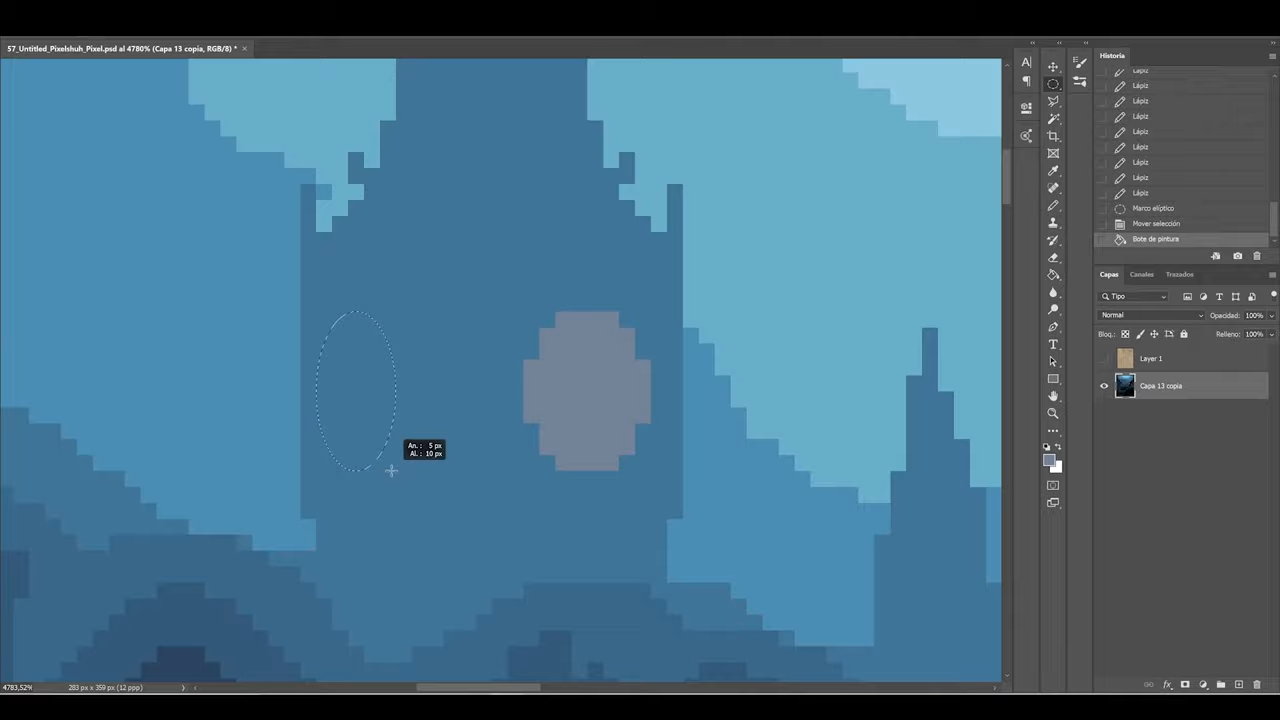 57_Untitled_Pixelshuh_Pixel.psd al 4780% (Capa 13 copia, RGB/8) *
Historia
Lápiz
Lápiz
Lápiz
Lápiz
Lápiz
Lápiz
Lápiz
Lápiz
Lápiz
Marco elíptico
Mover selección
Bote de pintura
Capas
Canales
Trazados
Tipo
Normal
Opacidad: 100%
Bloq.:
Relleno: 100%
Layer 1
Capa 13 copia
An. : 5 px
Al. : 10 px
4783,52%
283 px x 359 px (12 ppp)